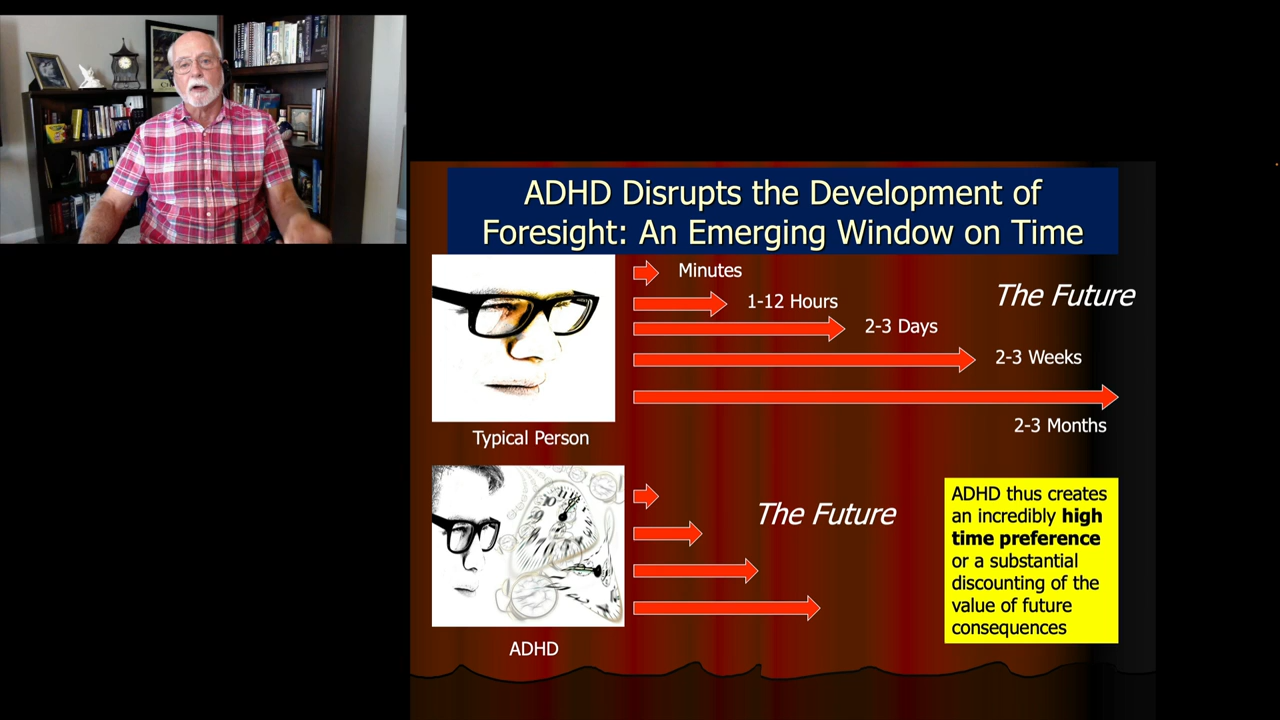 ADHD Disrupts the Development of
Foresight: An Emerging Window on Time
Minutes
The Future
1-12 Hours
2-3 Days
2-3 Weeks
2-3 Months
Typical Person
The Future
ADHD thus creates
an incredibly high
time preference
or a substantial
discounting of the
value of future
consequences
ADHD